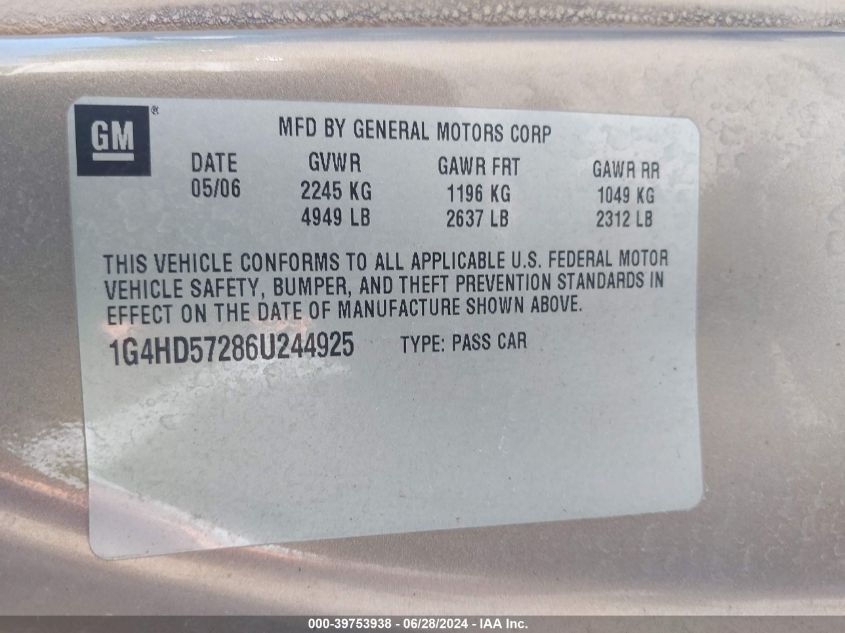 GM®
MFD BY GENERAL MOTORS CORP
DATE GVWR GAWR FRT GAWR RR
05/06 2245 KG 1196 KG 1049 KG
4949 LB 2637 LB 2312 LB
THIS VEHICLE CONFORMS TO ALL APPLICABLE U.S. FEDERAL MOTOR
VEHICLE SAFETY, BUMPER, AND THEFT PREVENTION STANDARDS IN
EFFECT ON THE DATE OF MANUFACTURE SHOWN ABOVE.
1G4HD57286U244925 TYPE: PASS CAR
000-39753938 - 06/28/2024 - IAA Inc.